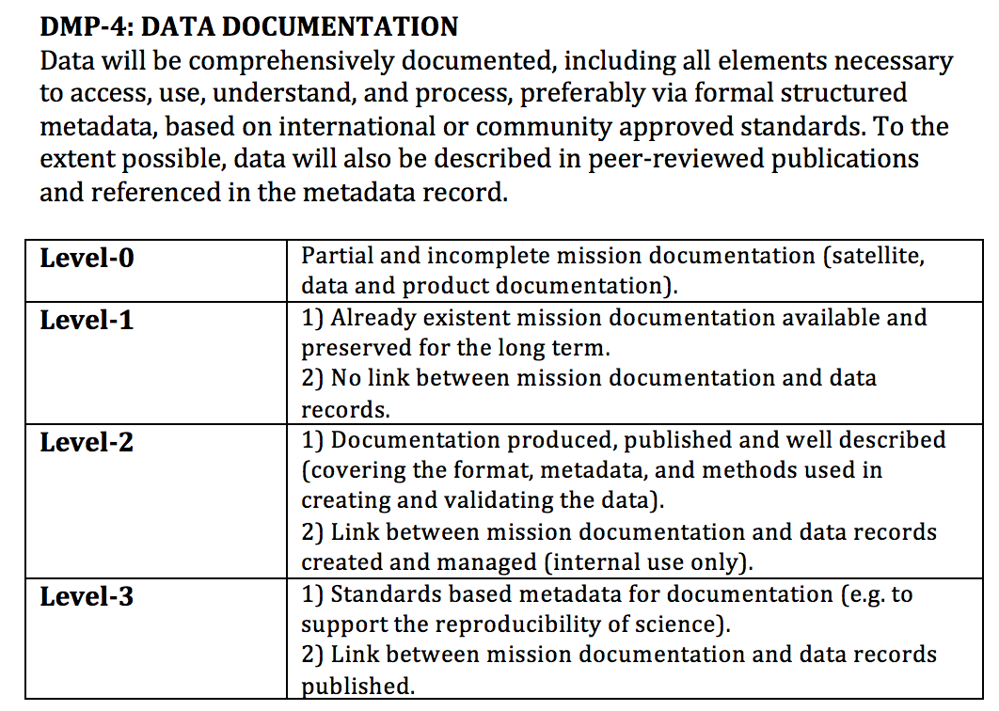 DMP-4: DATA DOCUMENTATION
Data will be comprehensively documented, including all elements necessary
to access, use, understand, and process, preferably via formal structured
metadata, based on international or community approved standards. To the
extent possible, data will also be described in peer-reviewed publications
and referenced in the metadata record.
Level-0
Partial and incomplete mission documentation (satellite,
data and product documentation).
Level-1
1) Already existent mission documentation available and
preserved for the long term.
2) No link between mission documentation and data
records.
Level-2
1) Documentation produced, published and well described
(covering the format, metadata, and methods used in
creating and validating the data).
2) Link between mission documentation and data records
created and managed (internal use only).
Level-3
1) Standards based metadata for documentation (e.g. to
support the reproducibility of science).
2) Link between mission documentation and data records
published.